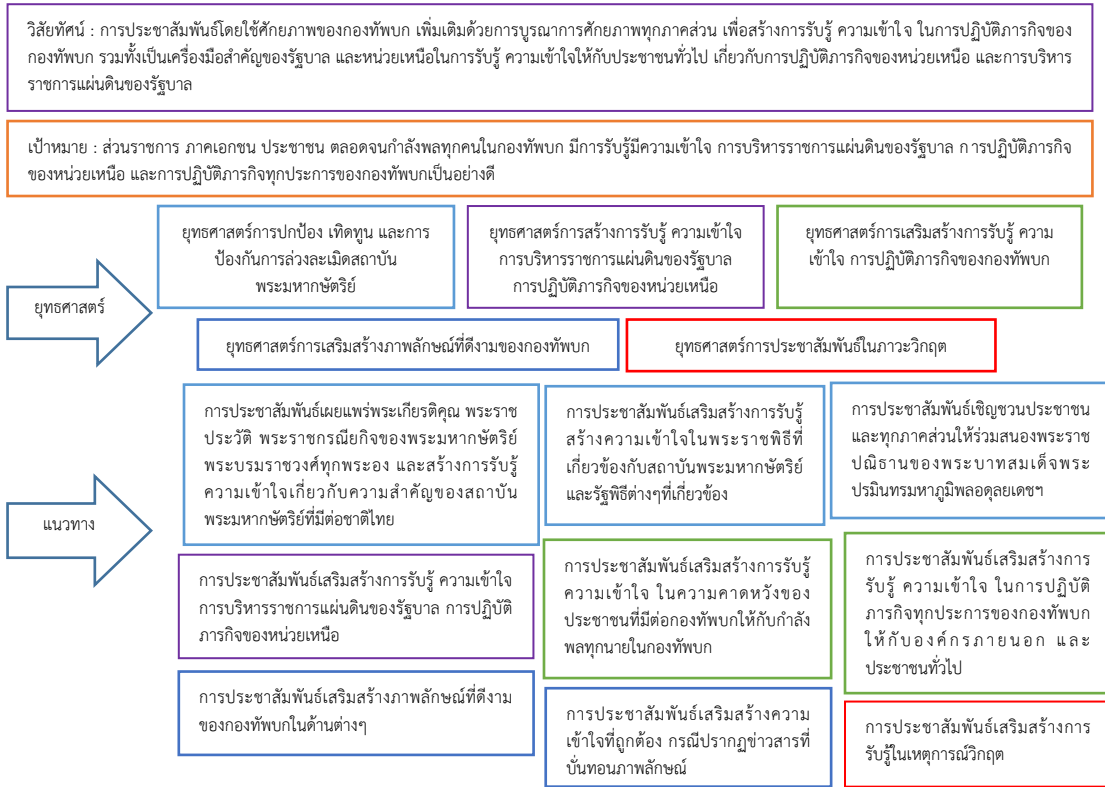 วิสัยทัศน์ : การประชาสัมพันธ์โดยใช้ศักยภาพของกองทัพบก เพิ่มเติมด้วยการบูรณาการศักยภาพทุกภาคส่วน เพื่อสร้างการรับรู้ ความเข้าใจ ในการปฏิบัติภารกิจของ
กองทัพบก รวมทั้งเป็นเครื่องมือสำคัญของรัฐบาล และหน่วยเหนือในการรับรู้ ความเข้าใจให้กับประชาชนทั่วไป เกี่ยวกับการปฏิบัติภารกิจของหน่วยเหนือ และการบริหาร
ราชการแผ่นดินของรัฐบาล
เป้าหมาย : ส่วนราชการ ภาคเอกชน ประชาชน ตลอดจนกำลังพลทุกคนในกองทัพบก มีการรับรู้มีความเข้าใจ การบริหารราชการแผ่นดินของรัฐบาล การปฏิบัติภารกิจ
ของหน่วยเหนือ และการปฏิบัติภารกิจทุกประการของกองทัพบกเป็นอย่างดี
ยุทธศาสตร์
ยุทธศาสตร์การปกป้อง เทิดทูน และการ
ป้องกันการล่วงละเมิดสถาบัน
พระมหากษัตริย์
ยุทธศาสตร์การสร้างการรับรู้ ความเข้าใจ
การบริหารราชการแผ่นดินของรัฐบาล
การปฏิบัติภารกิจของหน่วยเหนือ
ยุทธศาสตร์การเสริมสร้างการรับรู้ ความ
เข้าใจ การปฏิบัติภารกิจของกองทัพบก
ยุทธศาสตร์การเสริมสร้างภาพลักษณ์ที่ดีงามของกองทัพบก
ยุทธศาสตร์การประชาสัมพันธ์ในภาวะวิกฤต
แนวทาง
การประชาสัมพันธ์เผยแพร่พระเกียรติคุณ พระราช
ประวัติ พระราชกรณียกิจของพระมหากษัตริย์
พระบรมราชวงศ์ทุกพระอง และสร้างการรับรู้
ความเข้าใจเกี่ยวกับความสำคัญของสถาบัน
พระมหากษัตริย์ที่มีต่อชาติไทย
การประชาสัมพันธ์เสริมสร้างการรับรู้
สร้างความเข้าใจในพระราชพิธีที่
เกี่ยวข้องกับสถาบันพระมหากษัตริย์
และรัฐพิธีต่างๆที่เกี่ยวข้อง
การประชาสัมพันธ์เชิญชวนประชาชน
และทุกภาคส่วนให้ร่วมสนองพระราช
ปณิธานของพระบาทสมเด็จพระ
ปรมินทรมหาภูมิพลอดุลยเดชฯ
การประชาสัมพันธ์เสริมสร้างการรับรู้ ความเข้าใจ
การบริหารราชการแผ่นดินของรัฐบาล การปฏิบัติ
ภารกิจของหน่วยเหนือ
การประชาสัมพันธ์เสริมสร้างการรับรู้
ความเข้าใจ ในความคาดหวังของ
ประชาชนที่มีต่อกองทัพบกให้กับกำลัง
พลทุกนายในกองทัพบก
การประชาสัมพันธ์เสริมสร้างการ
รับรู้ ความเข้าใจ ในการปฏิบัติ
ภารกิจทุกประการของกองทัพบก
ให้กับองค์กรภายนอก และ
ประชาชนทั่วไป
การประชาสัมพันธ์เสริมสร้างภาพลักษณ์ที่ดีงาม
ของกองทัพบกในด้านต่างๆ
การประชาสัมพันธ์เสริมสร้างความ
เข้าใจที่ถูกต้อง กรณีปรากฏข่าวสารที่
บั่นทอนภาพลักษณ์
การประชาสัมพันธ์เสริมสร้างการ
รับรู้ในเหตุการณ์วิกฤต